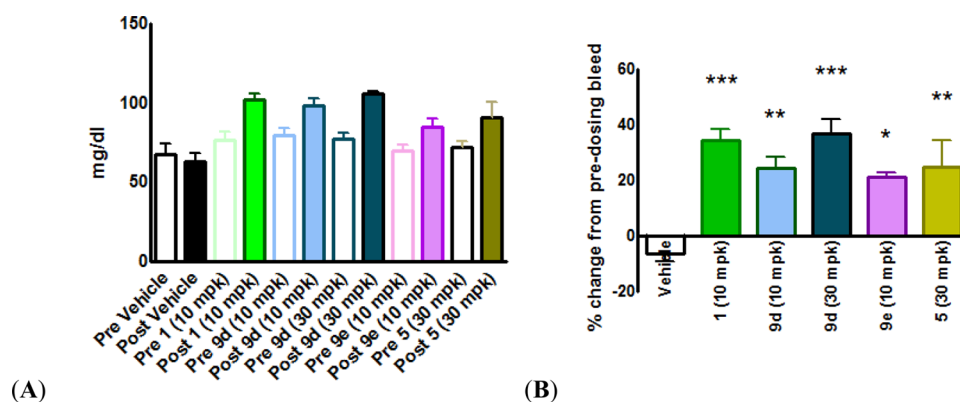 150
100
50
0
mg/dl
Pre Vehicle
Post Vehicle
Pre 1 (10 mpk)
Post 1 (10 mpk)
Pre 9d (10 mpk)
Post 9d (10 mpk)
Pre 9d (30 mpk)
Post 9d (30 mpk)
Pre 9e (10 mpk)
Post 9e (10 mpk)
Pre 5 (30 mpk)
Post 5 (30 mpk)
(A)
% change from pre-dosing bleed
60
40
20
0
-20
***
**
***
*
**
Vehicle
1 (10 mpk)
9d (10 mpk)
9d (30 mpk)
9e (10 mpk)
5 (30 mpk)
(B)